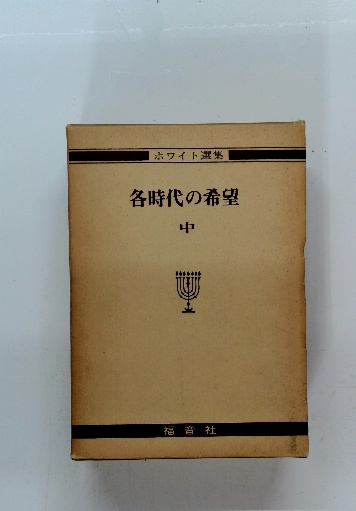 ホワイト選集
各時代の希望
中
福音社